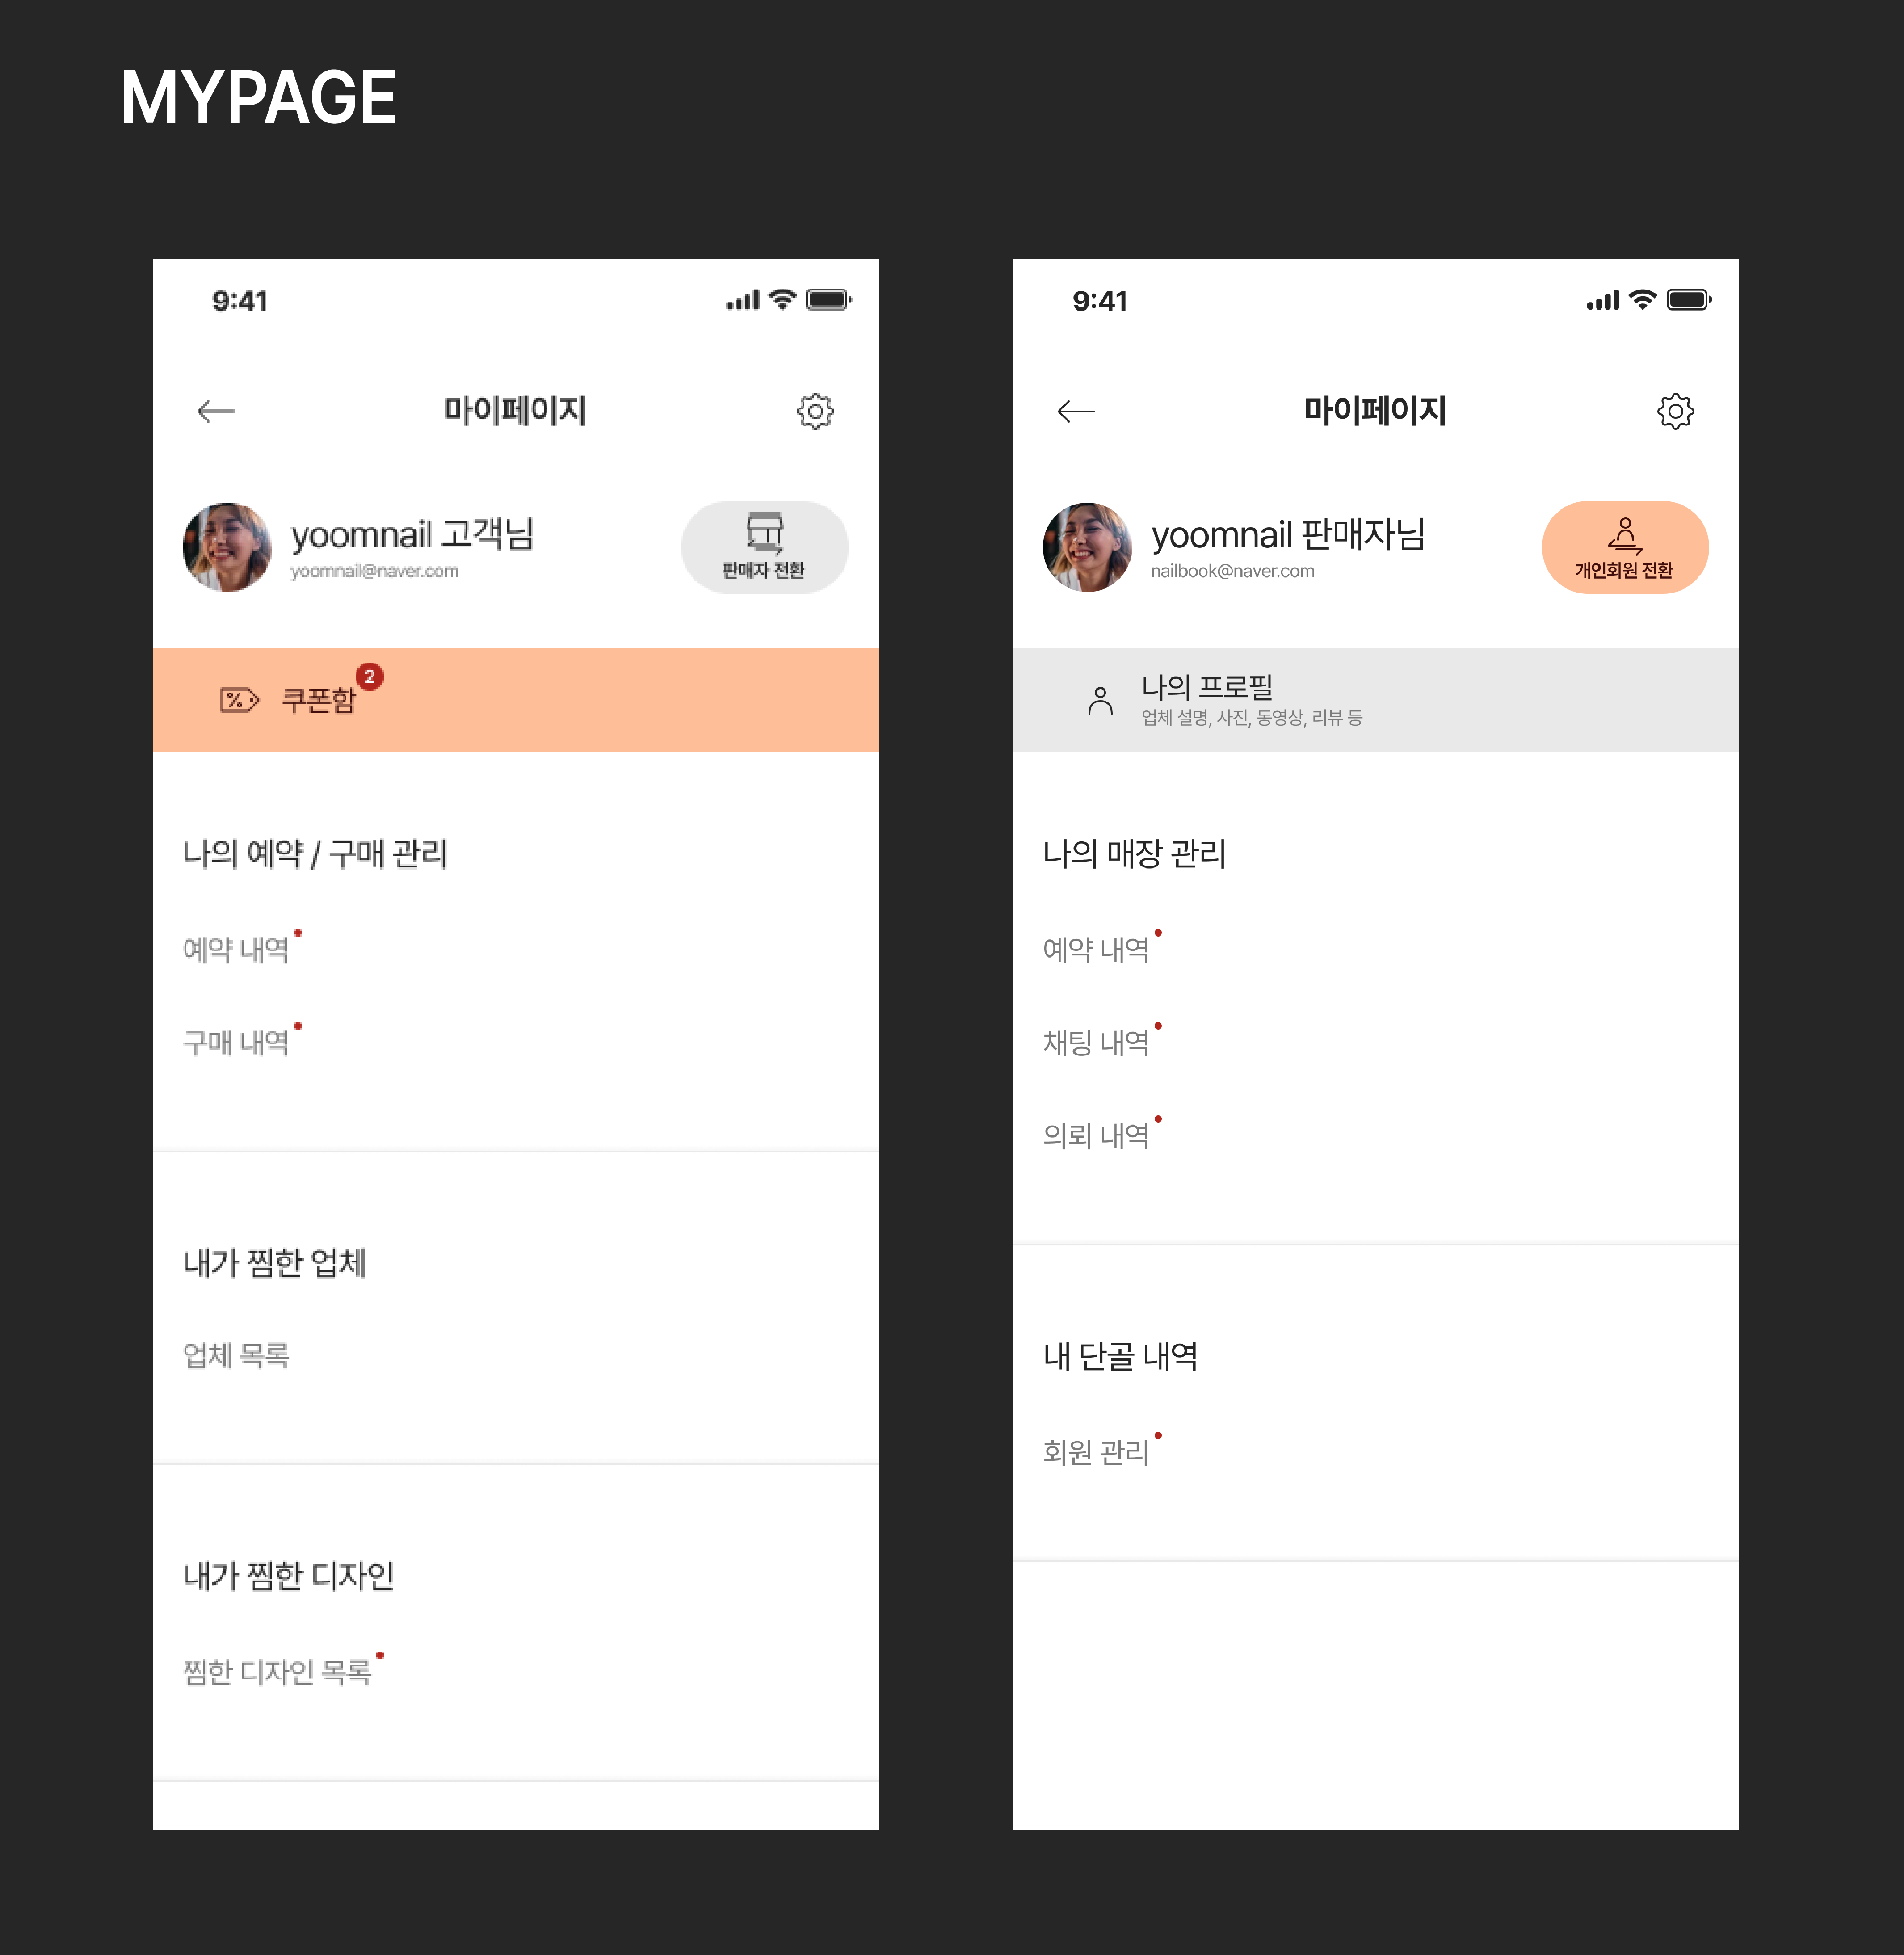 MYPAGE
9:41
마이페이지
yoomnail 고객님
yoomnail@naver.com
판매자 전환
쿠폰함
2
나의 예약 / 구매 관리
예약 내역
구매 내역
내가 찜한 업체
업체 목록
내가 찜한 디자인
찜한 디자인 목록
9:41
마이페이지
yoomnail 판매자님
nailbook@naver.com
개인회원 전환
나의 프로필
업체 설명, 사진, 동영상, 리뷰 등
나의 매장 관리
예약 내역
채팅 내역
의뢰 내역
내 단골 내역
회원 관리